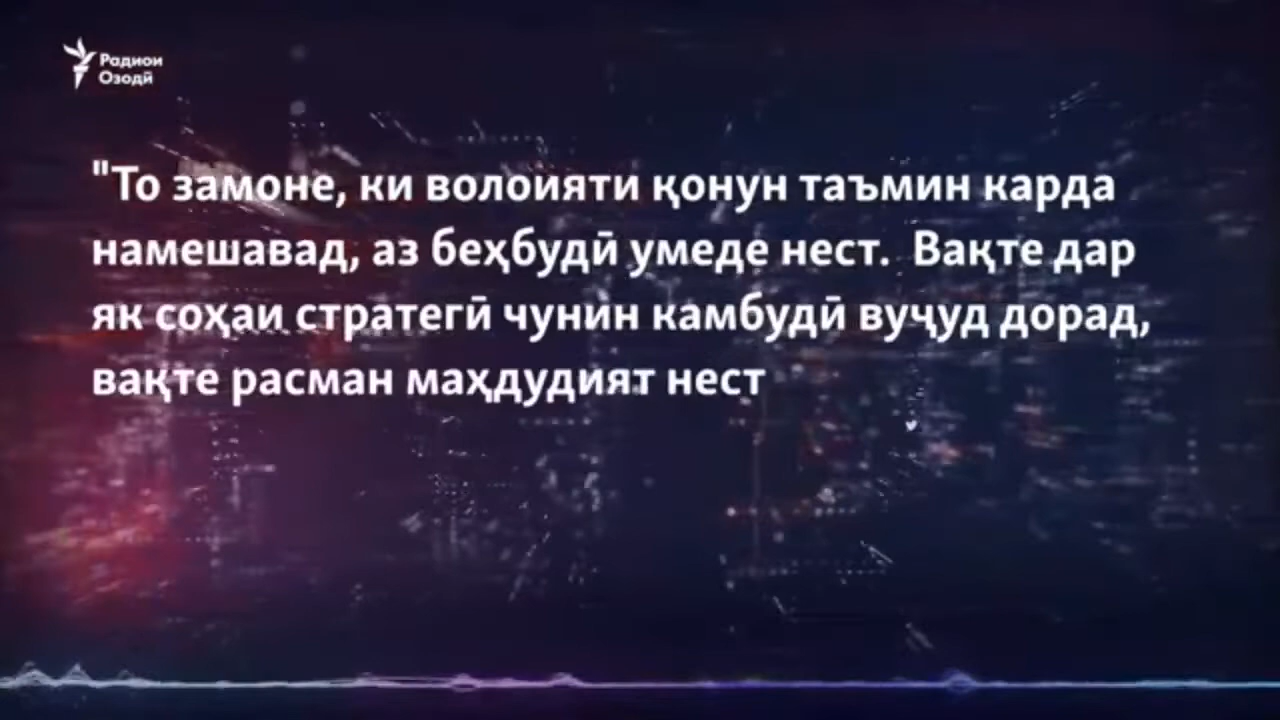 Радиои
Озодӣ
"То замоне, ки волоияти қонун таъмин карда
намешавад, аз беҳбудӣ умеде нест.  Вақте дар
як соҳаи стратегӣ чунин камбудӣ вуҷуд дорад,
вақте расман маҳдудият нест